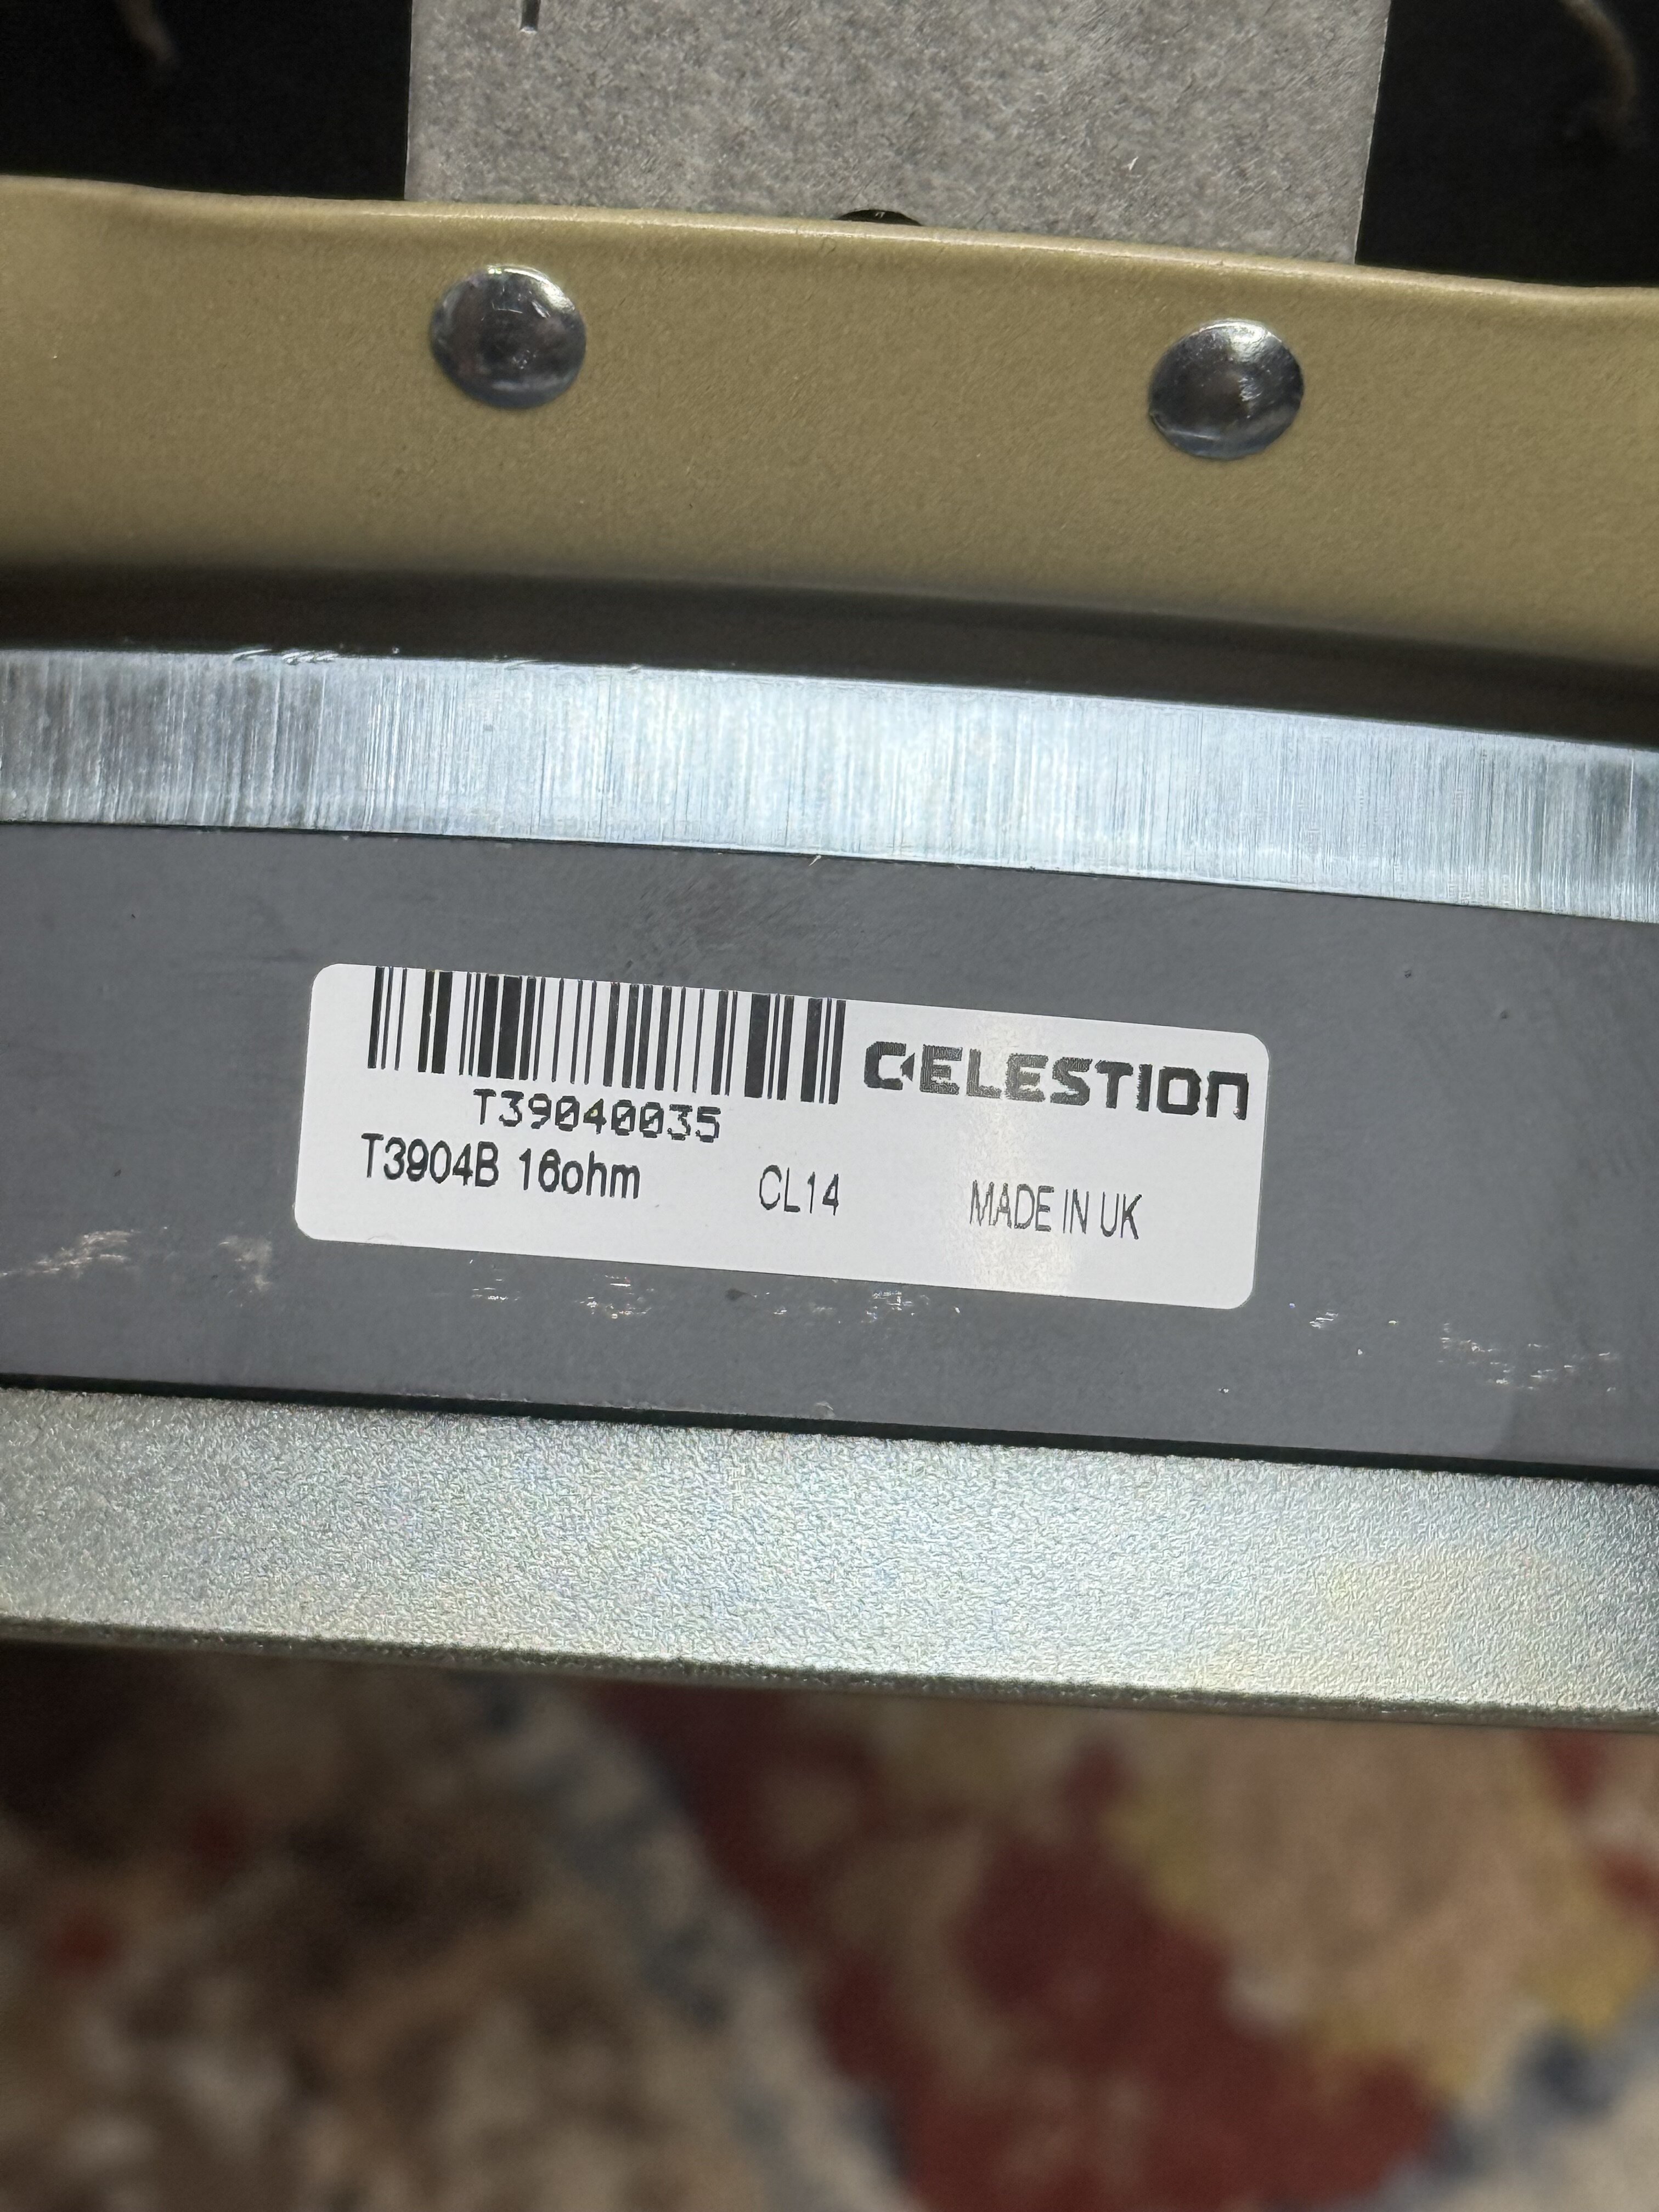 CELESTION
T39040035
T3904B 16ohm CL14 MADE IN UK